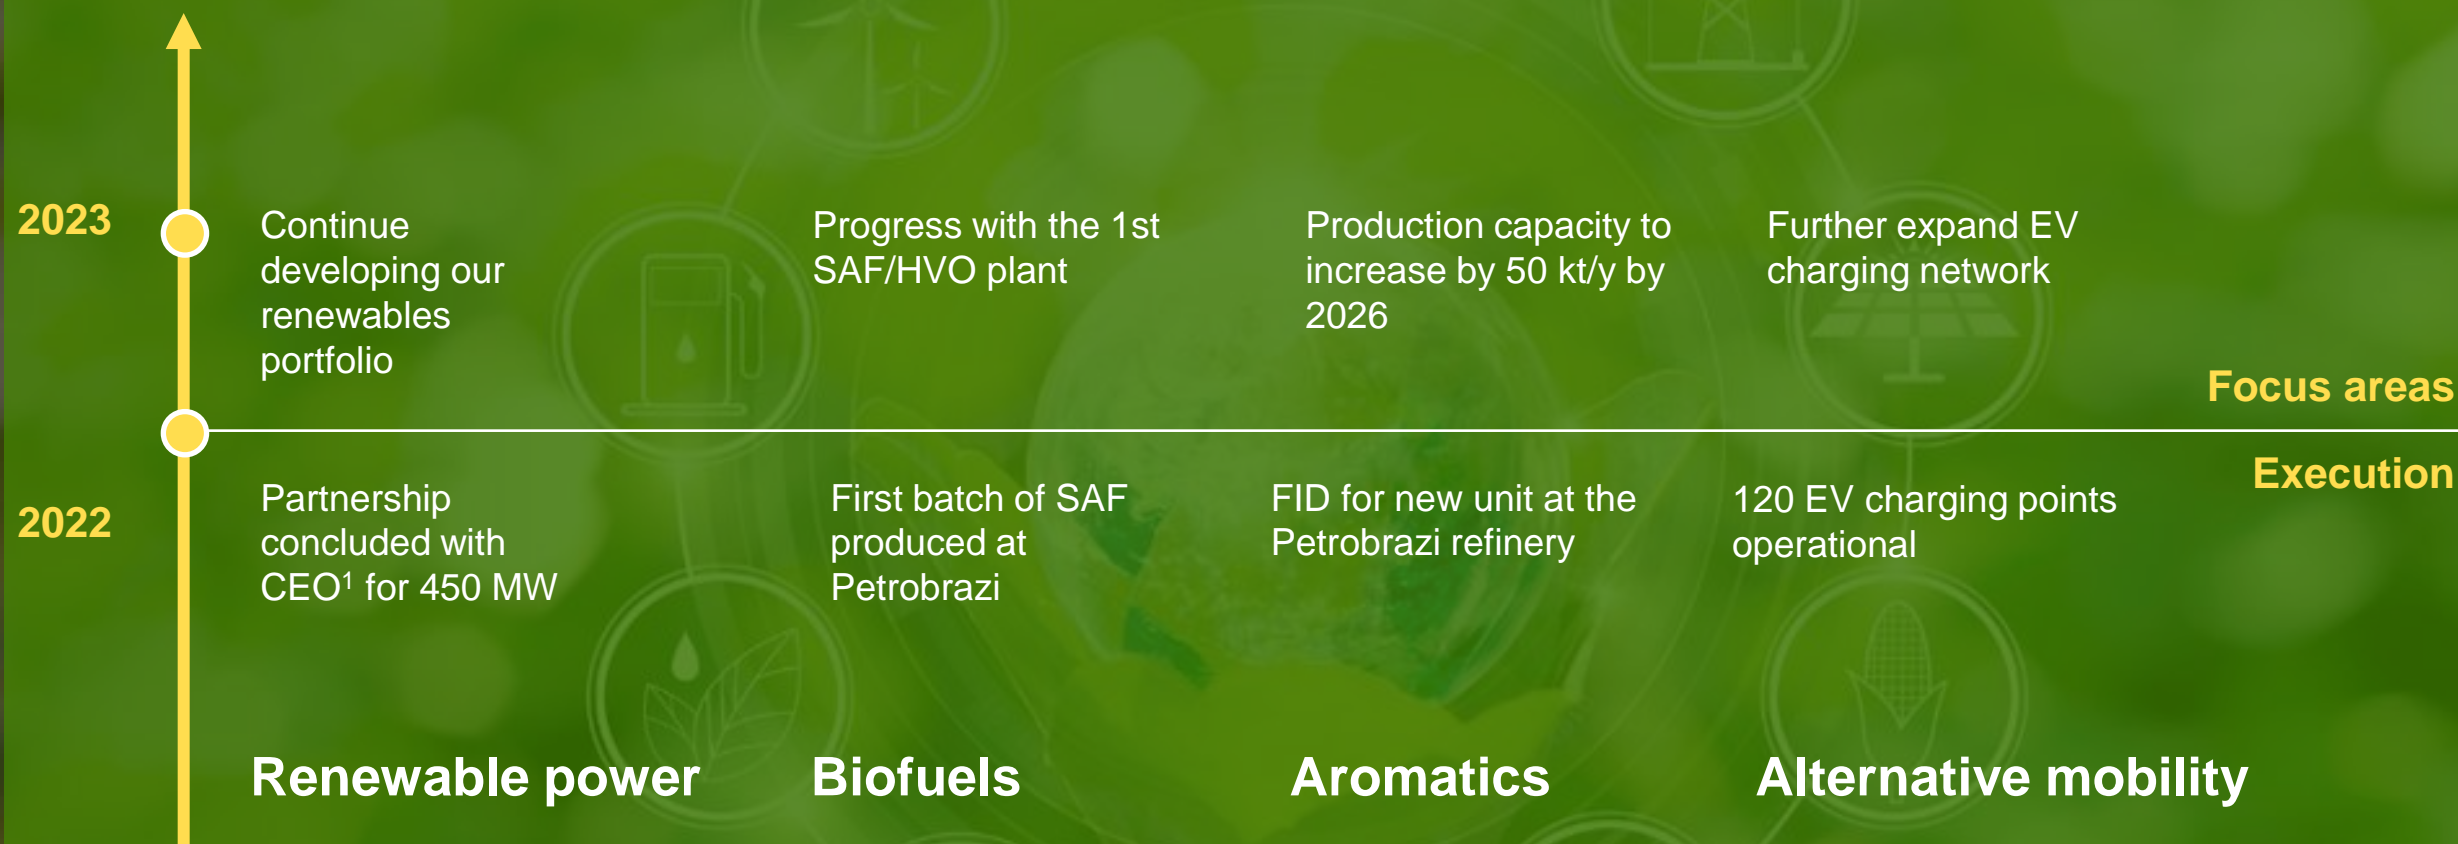 2023
Continue
developing our
renewables
portfolio
Progress with the 1st
SAF/HVO plant
Production capacity to
increase by 50 kt/y by
2026
Further expand EV
charging network
Focus areas
Execution
2022
Partnership
concluded with
CEO¹ for 450 MW
First batch of SAF
produced at
Petrobrazi
FID for new unit at the
Petrobrazi refinery
120 EV charging points
operational
Renewable power
Biofuels
Aromatics
Alternative mobility